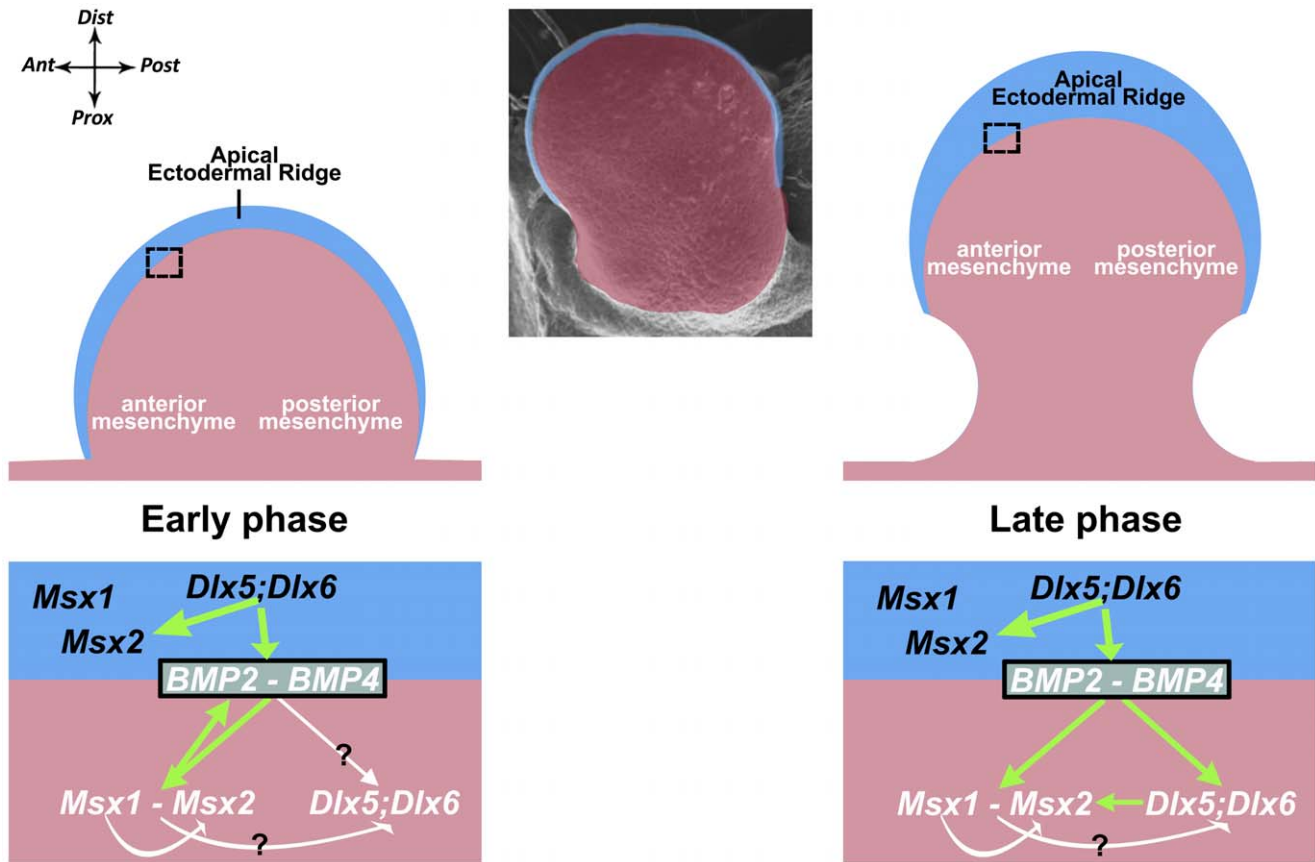 Dist
Ant
Post
Prox
Apical
Ectodermal Ridge
anterior
mesenchyme
posterior
mesenchyme
Apical
Ectodermal Ridge
anterior
mesenchyme
posterior
mesenchyme
Early phase
Late phase
Msx1
Dlx5;Dlx6
Msx2
BMP2 - BMP4
?
Msx1 - Msx2
Dlx5;Dlx6
?
Msx1
Dlx5;Dlx6
Msx2
BMP2 - BMP4
Msx1 - Msx2
Dlx5;Dlx6
?